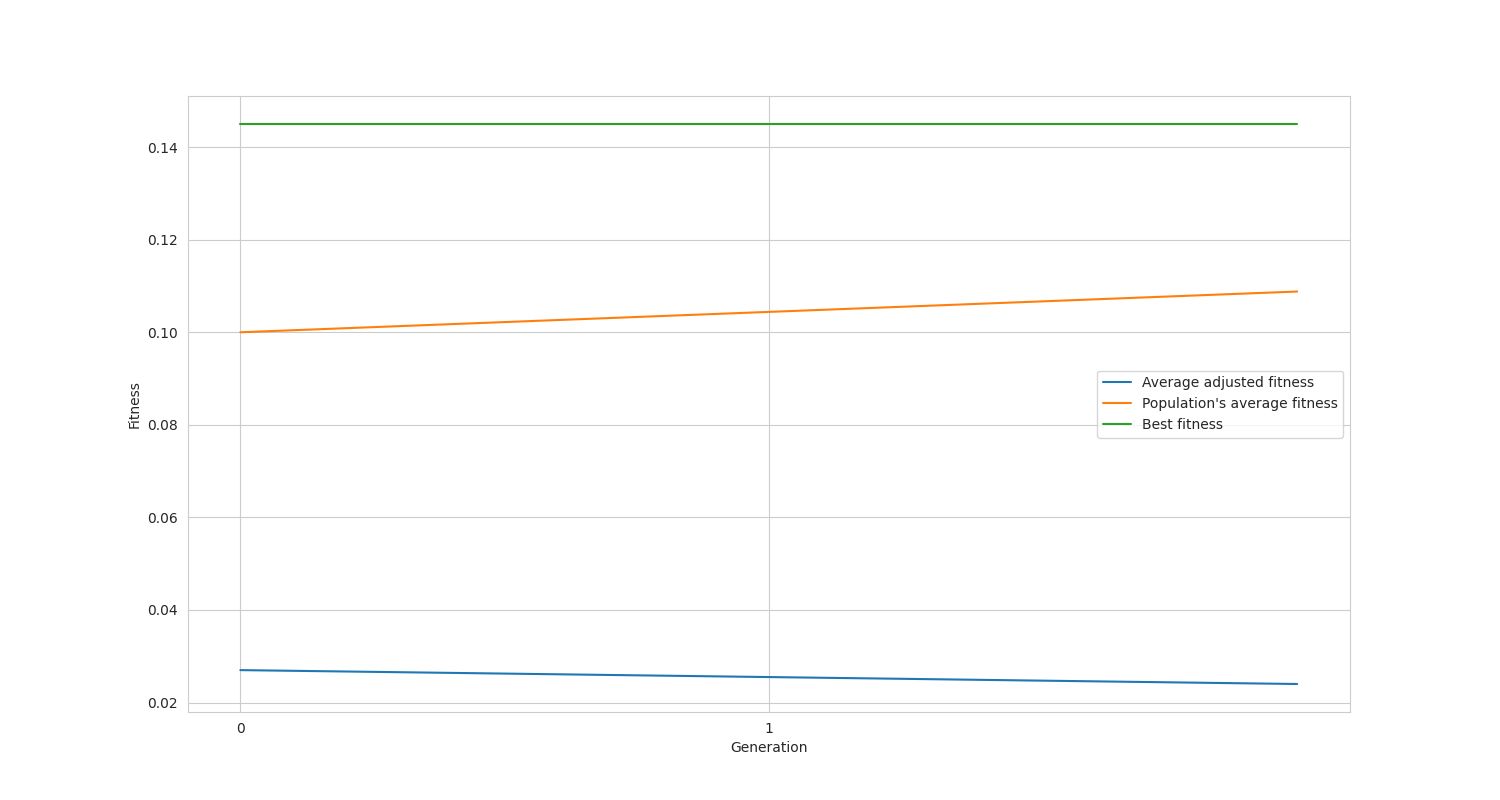 0.14
0.12
0.10
0.08
0.06
0.04
0.02
Fitness
Average adjusted fitness
Population's average fitness
Best fitness
0 1
Generation